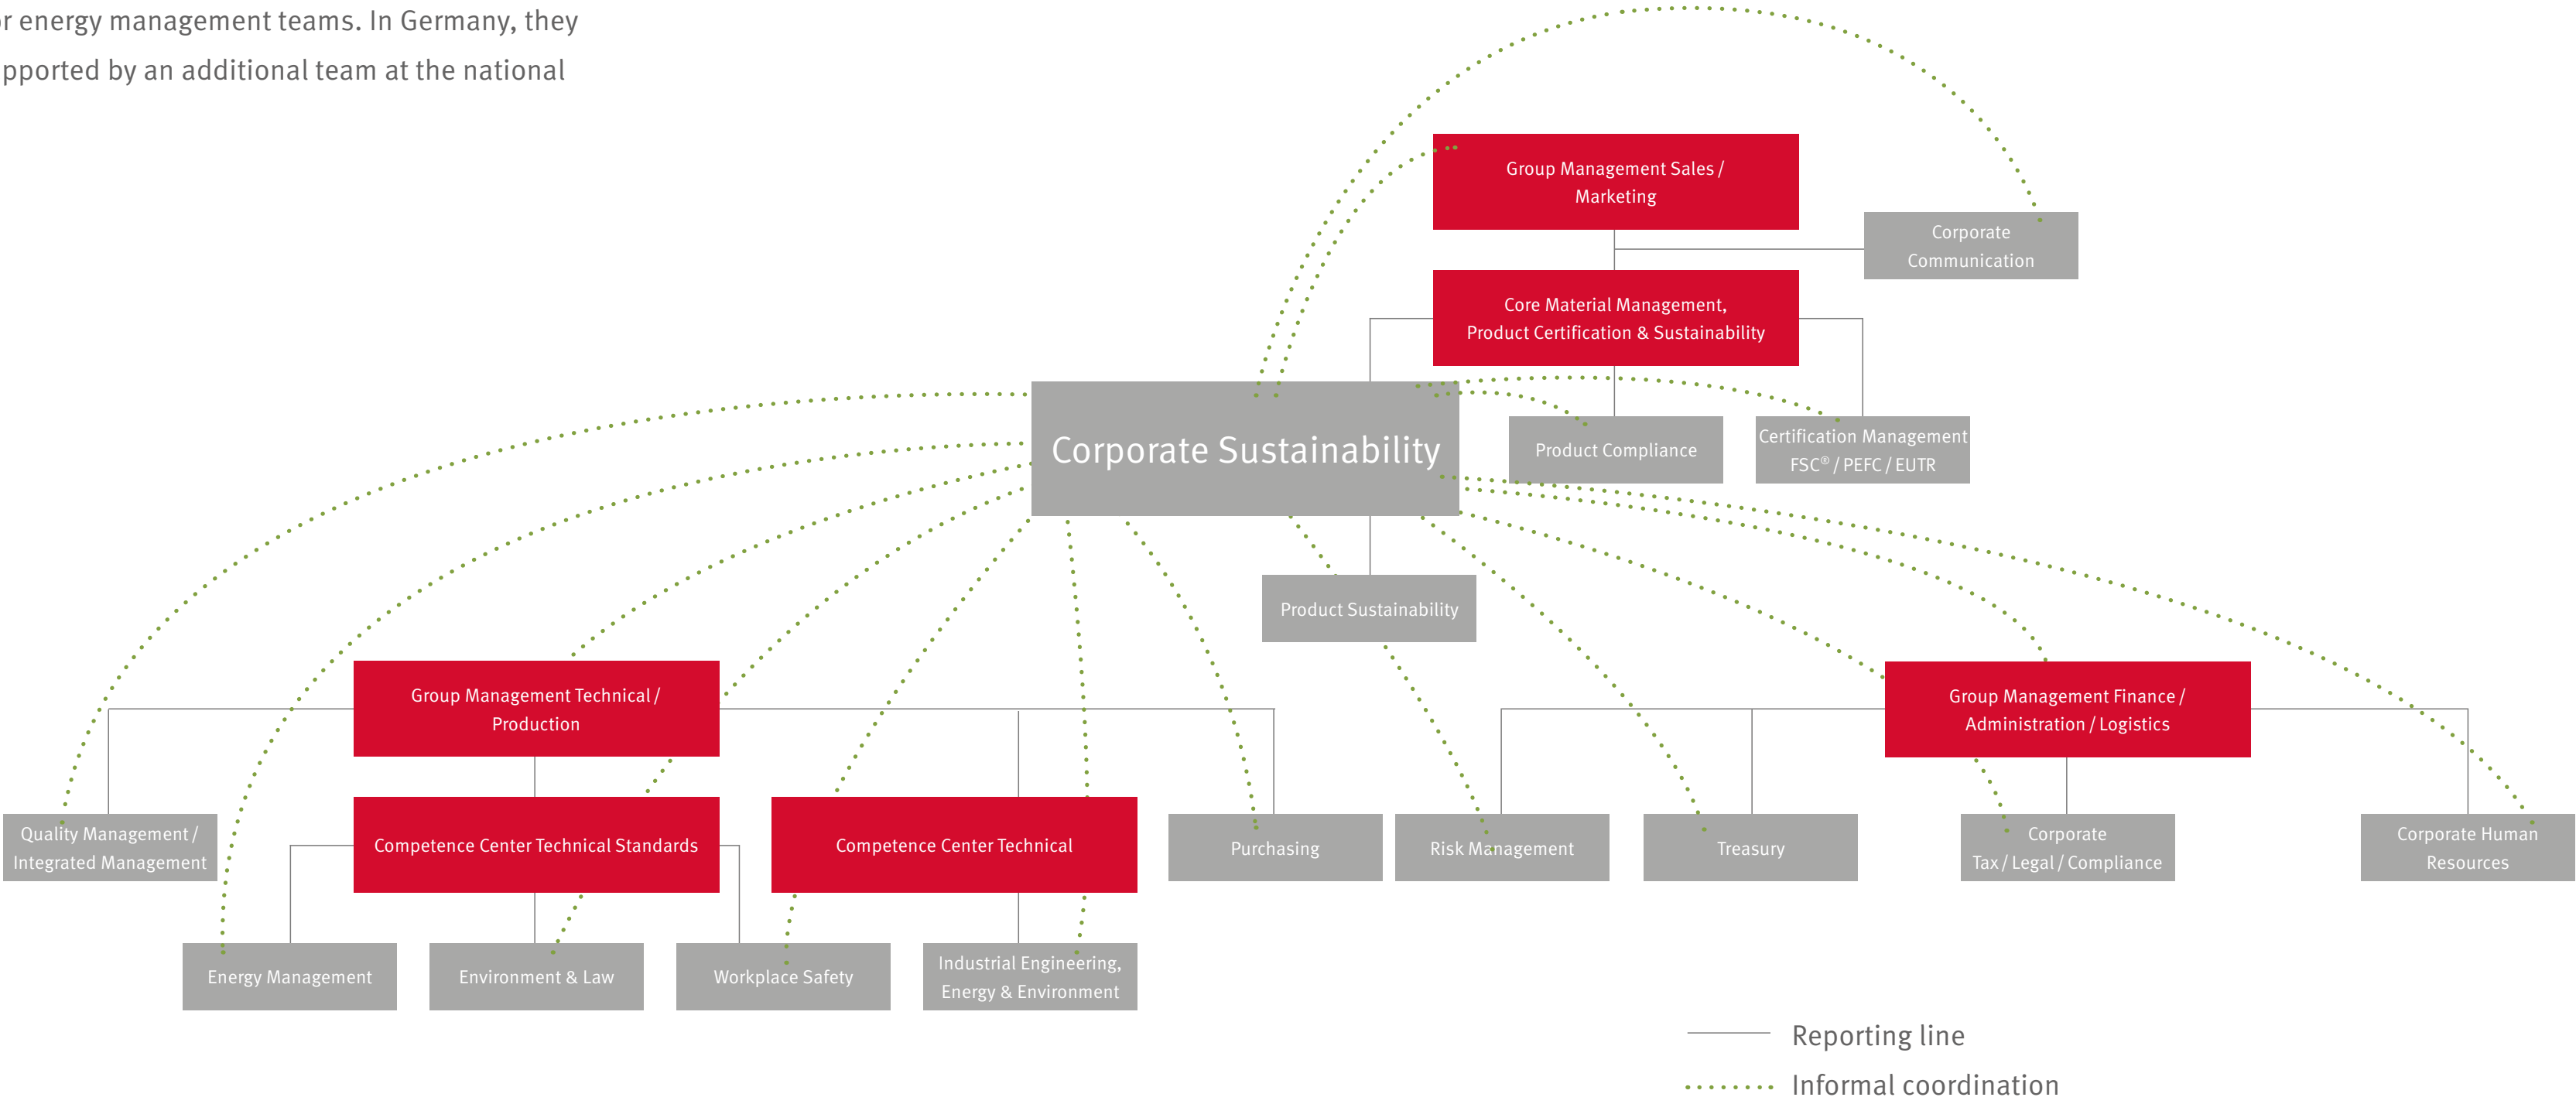 or energy management teams. In Germany, they
pported by an additional team at the national
Group Management Sales /
Marketing
Corporate
Communication
Core Material Management,
Product Certification & Sustainability
Corporate Sustainability
Product Compliance
Certification Management
FSC® / PEFC / EUTR
Product Sustainability
Group Management Technical /
Production
Group Management Finance /
Administration / Logistics
Quality Management /
Integrated Management
Competence Center Technical Standards
Competence Center Technical
Purchasing
Risk Management
Treasury
Corporate
Tax / Legal / Compliance
Corporate Human
Resources
Energy Management
Environment & Law
Workplace Safety
Industrial Engineering,
Energy & Environment
Reporting line
Informal coordination